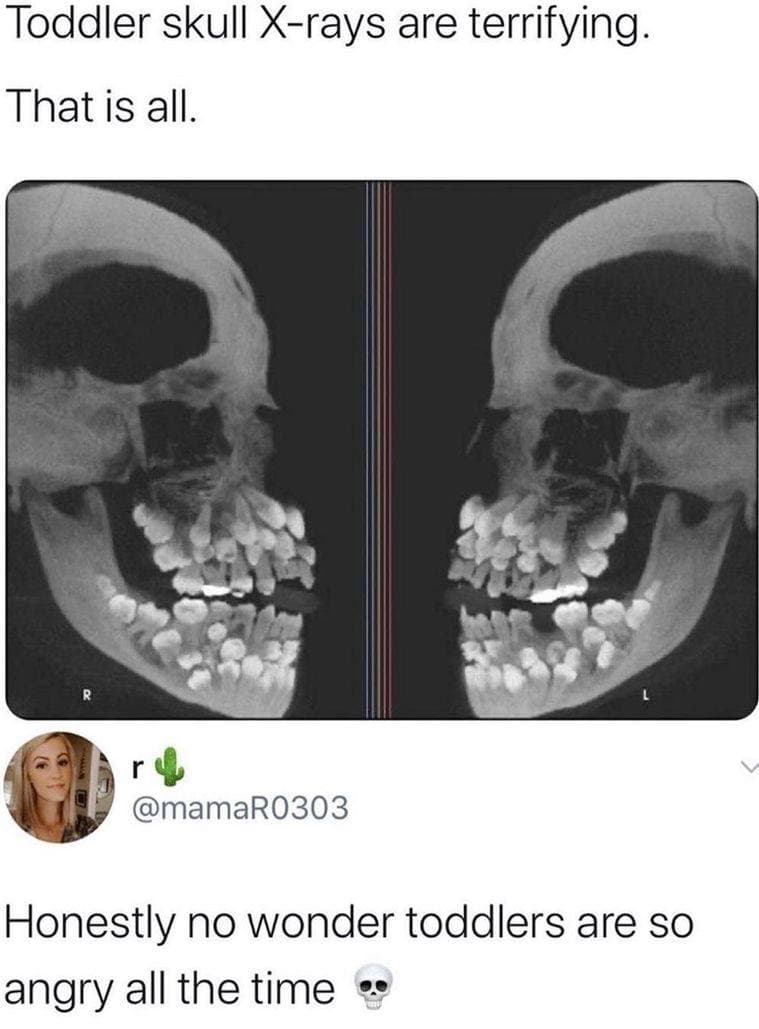 Toddler skull X-rays are terrifying.
That is all.
R
L
r🌵
@mamaR0303
Honestly no wonder toddlers are so
angry all the time 💀